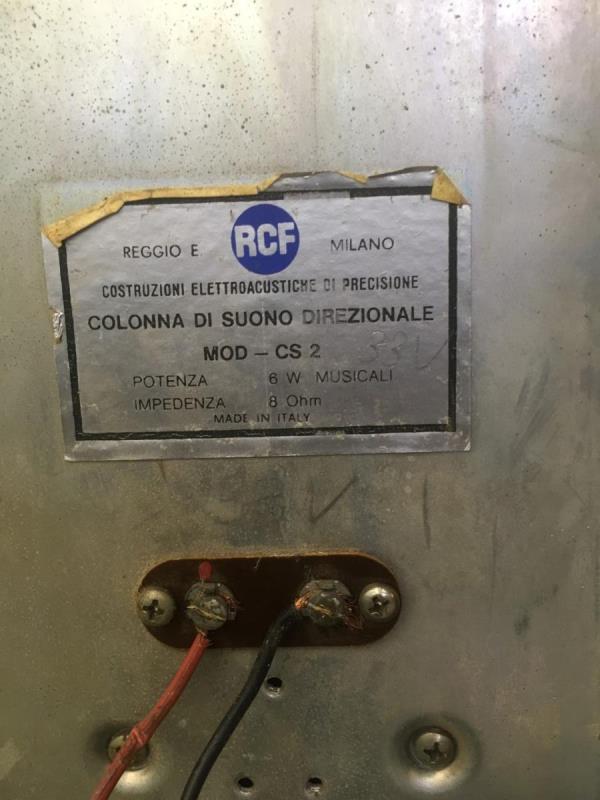 REGGIO E. RCF MILANO
COSTRUZIONI ELETTROACUSTICHE DI PRECISIONE
COLONNA DI SUONO DIREZIONALE
MOD - CS 2
POTENZA 6 W MUSICALI
IMPEDENZA 8 Ohm
MADE IN ITALY